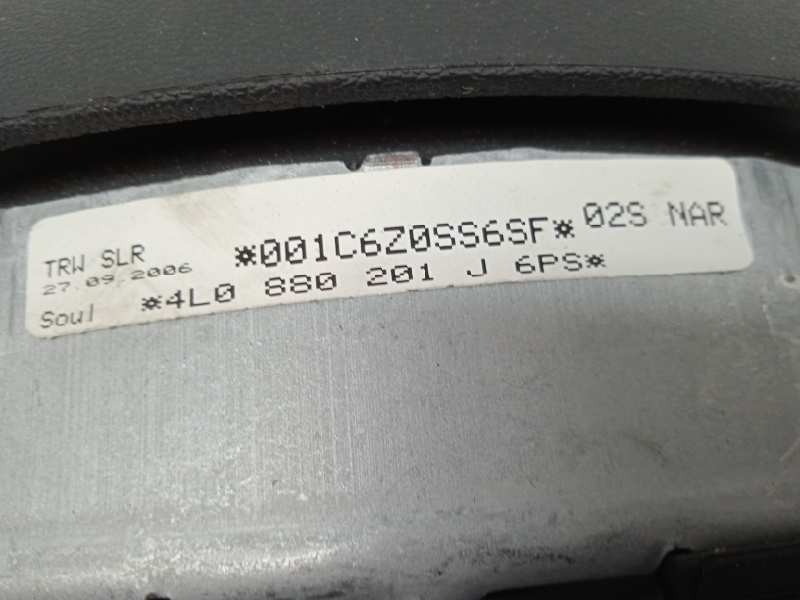 TRW SLR *001C6Z0SS6SF* 02S NAR
27.09.2006
Soul *4L0 880 201 J 6PS*